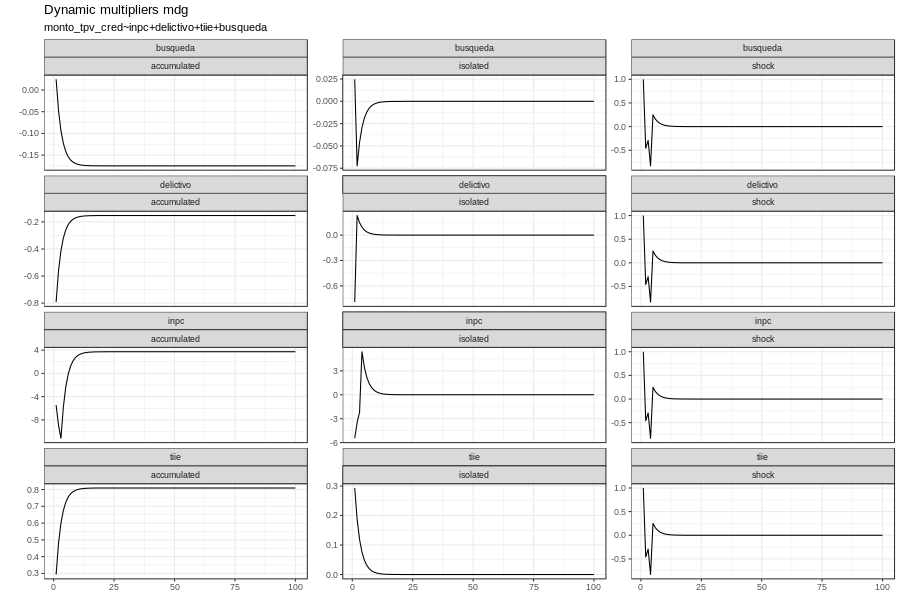 Dynamic multipliers mdg
monto_tpv_cred~inpc+delictivo+tiie+busqueda
busqueda
accumulated
0.00
-0.05
-0.10
-0.15
busqueda
isolated
0.025
0.000
-0.025
-0.050
-0.075
busqueda
shock
1.0
0.5
0.0
-0.5
delictivo
accumulated
-0.2
-0.4
-0.6
-0.8
delictivo
isolated
0.0
-0.3
-0.6
delictivo
shock
1.0
0.5
0.0
-0.5
inpc
accumulated
4
0
-4
-8
inpc
isolated
3
0
-3
-6
inpc
shock
1.0
0.5
0.0
-0.5
tiie
accumulated
0.8
0.7
0.6
0.5
0.4
0.3
0 25 50 75 100
tiie
isolated
0.3
0.2
0.1
0.0
0 25 50 75 100
tiie
shock
1.0
0.5
0.0
-0.5
0 25 50 75 100